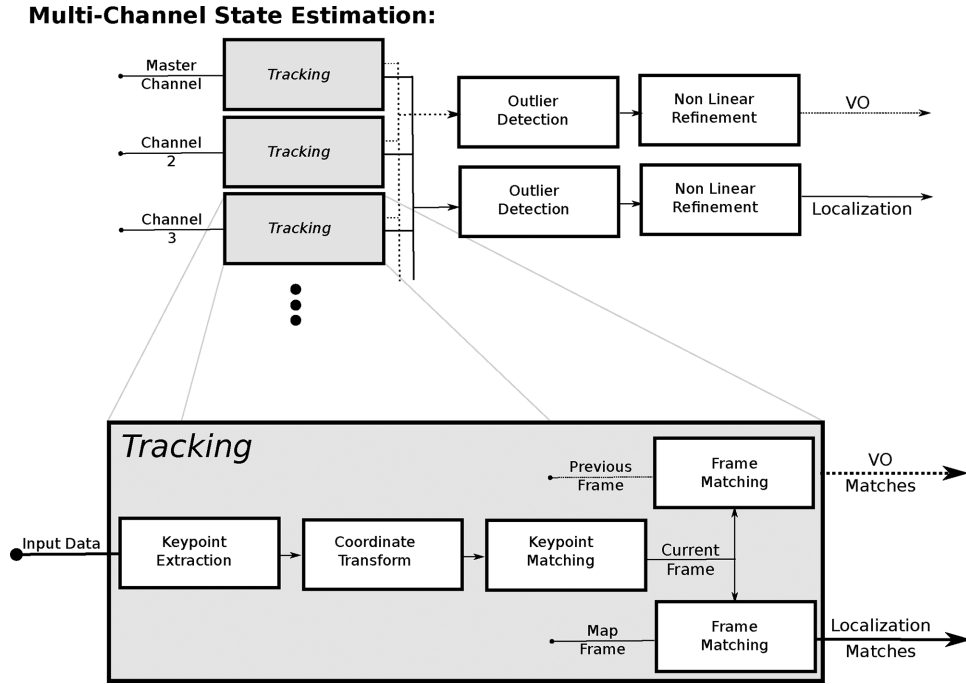 Multi-Channel State Estimation:
Master
Channel
Tracking
Outlier
Detection
Non Linear
Refinement
VO
Channel
2
Tracking
Outlier
Detection
Non Linear
Refinement
Localization
Channel
3
Tracking
Tracking
Previous
Frame
Frame
Matching
VO
Matches
Input Data
Keypoint
Extraction
Coordinate
Transform
Keypoint
Matching
Current
Frame
Map
Frame
Frame
Matching
Localization
Matches